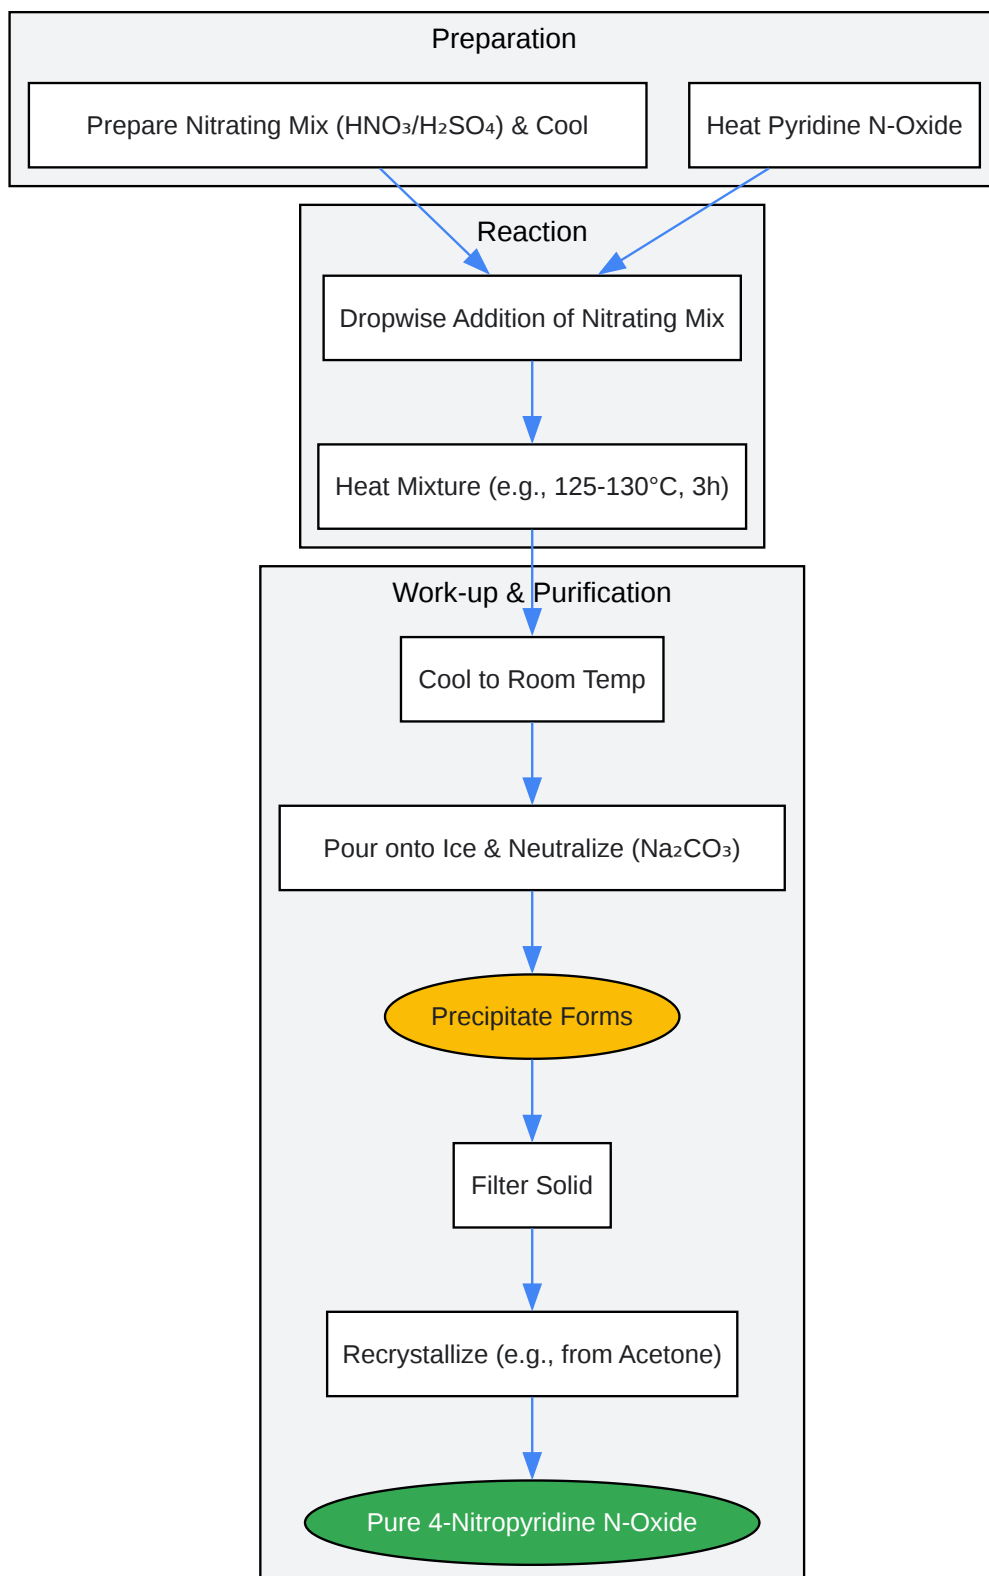 Preparation
Prepare Nitrating Mix (HNO₃/H₂SO₄) & Cool
Heat Pyridine N-Oxide
Reaction
Dropwise Addition of Nitrating Mix
Heat Mixture (e.g., 125-130°C, 3h)
Work-up & Purification
Cool to Room Temp
Pour onto Ice & Neutralize (Na₂CO₃)
Precipitate Forms
Filter Solid
Recrystallize (e.g., from Acetone)
Pure 4-Nitropyridine N-Oxide